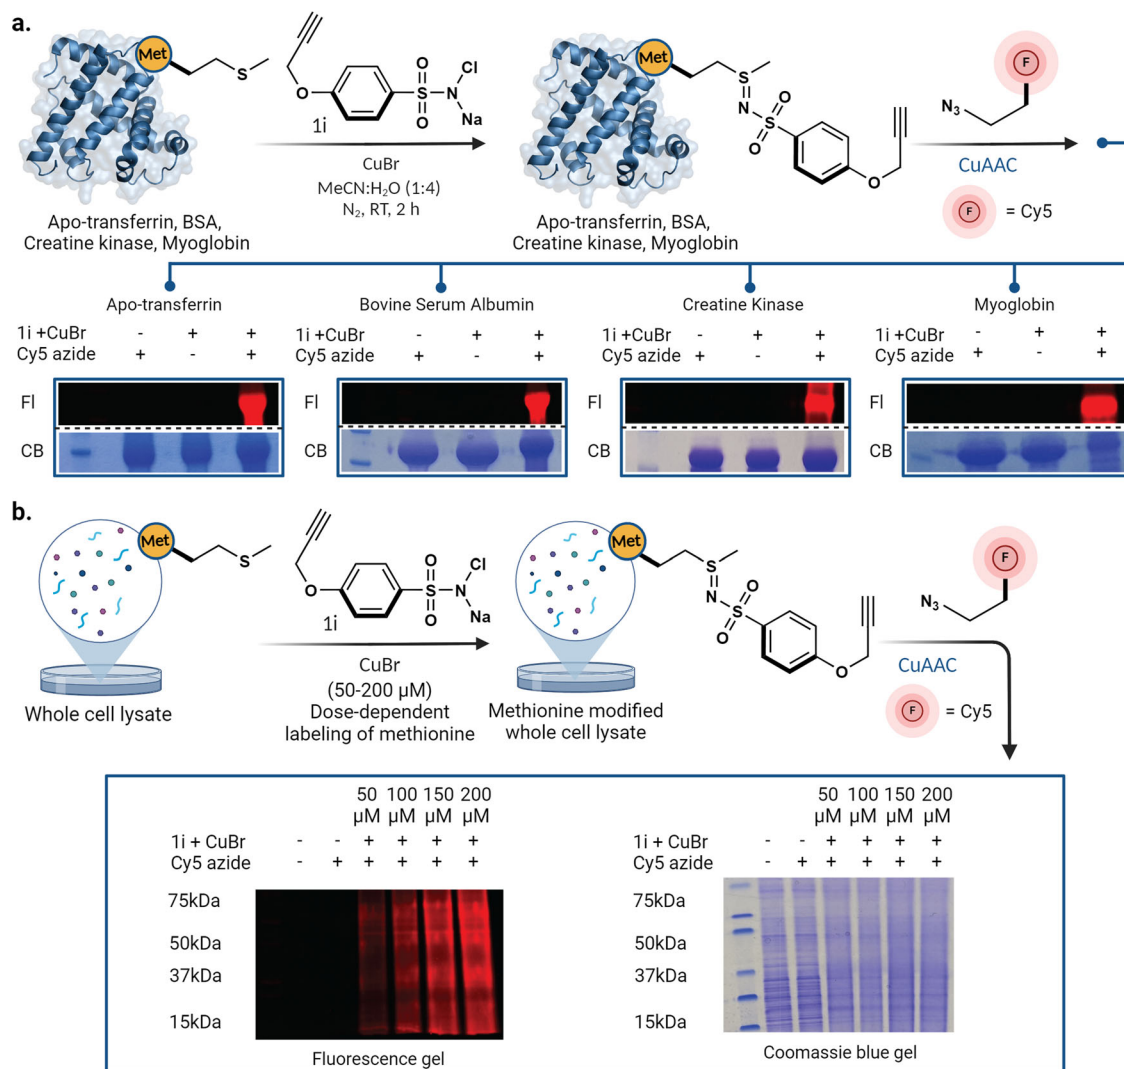 a.
Met
S
O
1i
O
S
O
N
Cl
Na
CuBr
MeCN:H₂O (1:4)
N₂, RT, 2 h
Apo-transferrin, BSA,
Creatine kinase, Myoglobin
Met
S
N
O
S
O
O
Apo-transferrin, BSA,
Creatine kinase, Myoglobin
F
N₃
CuAAC
F = Cy5
Apo-transferrin
1i +CuBr - + +
Cy5 azide + - +
Fl
CB
Bovine Serum Albumin
1i +CuBr - + +
Cy5 azide + - +
Fl
CB
Creatine Kinase
1i +CuBr - + +
Cy5 azide + - +
Fl
CB
Myoglobin
1i +CuBr - + +
Cy5 azide + - +
Fl
CB
b.
Met
S
Whole cell lysate
O
1i
O
S
O
N
Cl
Na
CuBr
(50-200 µM)
Dose-dependent
labeling of methionine
Met
S
N
O
S
O
O
Methionine modified
whole cell lysate
F
N₃
CuAAC
F = Cy5
50 100 150 200
µM µM µM µM
1i + CuBr - - + + + +
Cy5 azide - + + + + +
75kDa
50kDa
37kDa
15kDa
Fluorescence gel
50 100 150 200
µM µM µM µM
1i + CuBr - - + + + +
Cy5 azide - + + + + +
75kDa
50kDa
37kDa
15kDa
Coomassie blue gel